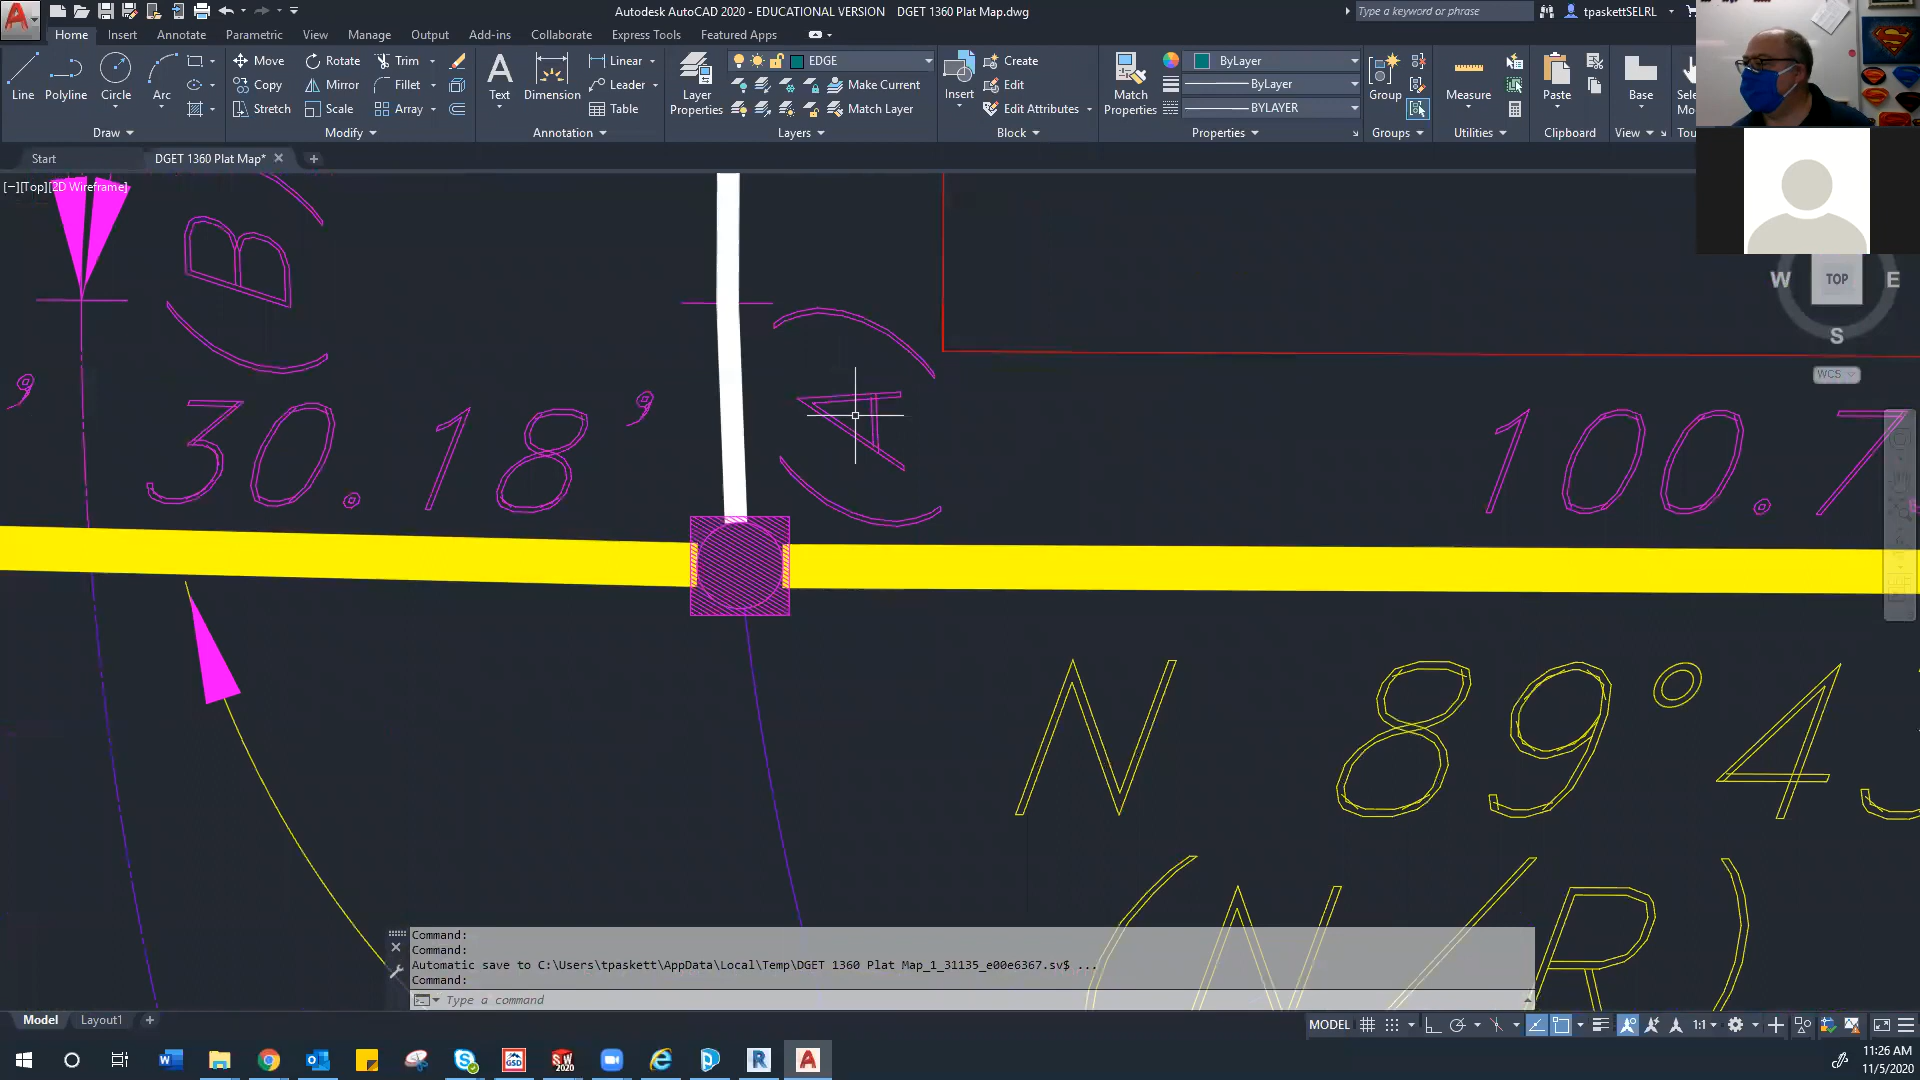 Autodesk AutoCAD 2020 - EDUCATIONAL VERSION DGET 1360 Plat Map.dwg
Type a keyword or phrase
tpaskettSELRL
Home Insert Annotate Parametric View Manage Output Add-ins Collaborate Express Tools Featured Apps
Line Polyline Circle Arc
Move Rotate Trim
Copy Mirror Fillet
Stretch Scale Array
Text Dimension
Linear
Leader
Table
Layer Properties
EDGE
Make Current
Match Layer
Insert
Create
Edit
Edit Attributes
Match Properties
ByLayer
ByLayer
BYLAYER
Group Measure Paste Base
Draw Modify Annotation Layers Block Properties Groups Utilities Clipboard View
Start DGET 1360 Plat Map*
[−][Top][2D Wireframe]
B
A
W TOP E
S
WCS
30.18'
100.7
N 89°4
(N/R)
Command:
Command:
Automatic save to C:\Users\tpaskett\AppData\Local\Temp\DGET 1360 Plat Map_1_31135_e00e6367.sv$ ...
Command:
Type a command
Model Layout1
MODEL 1:1
11:26 AM
11/5/2020